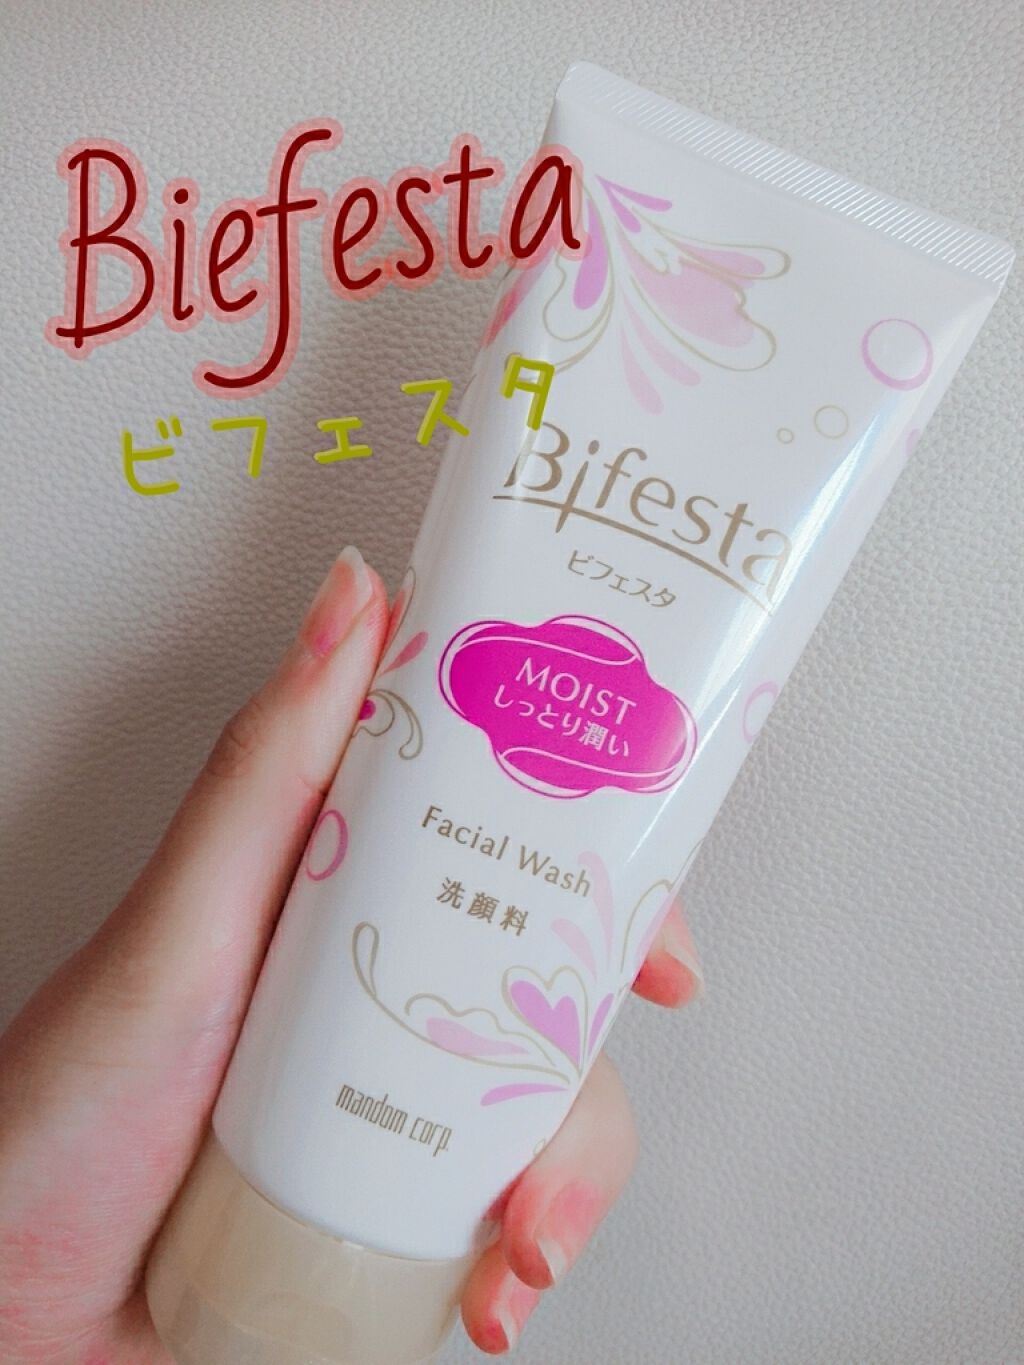 Biefesta
ビフェスタ
Bifesta
ビフェスタ
MOIST
しっとり潤い
Facial Wash
洗顔料
mandom corp.